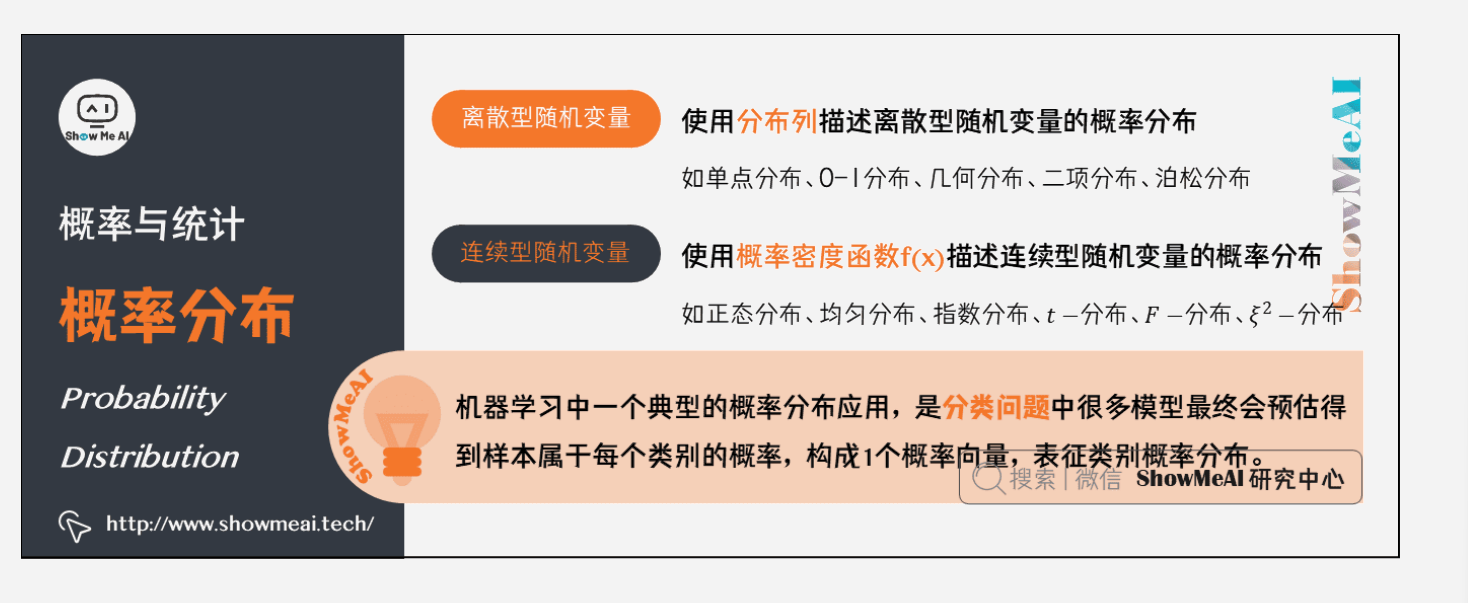 Show Me AI
概率与统计
概率分布
Probability
Distribution
http://www.showmeai.tech/
离散型随机变量
使用分布列描述离散型随机变量的概率分布
如单点分布、0-1分布、几何分布、二项分布、泊松分布
连续型随机变量
使用概率密度函数f(x)描述连续型随机变量的概率分布
如正态分布、均匀分布、指数分布、t −分布、F −分布、ξ² −分布
ShowMeAI
ShowMeAI
机器学习中一个典型的概率分布应用，是分类问题中很多模型最终会预估得
到样本属于每个类别的概率，构成1个概率向量，表征类别概率分布。
搜索|微信 ShowMeAI 研究中心